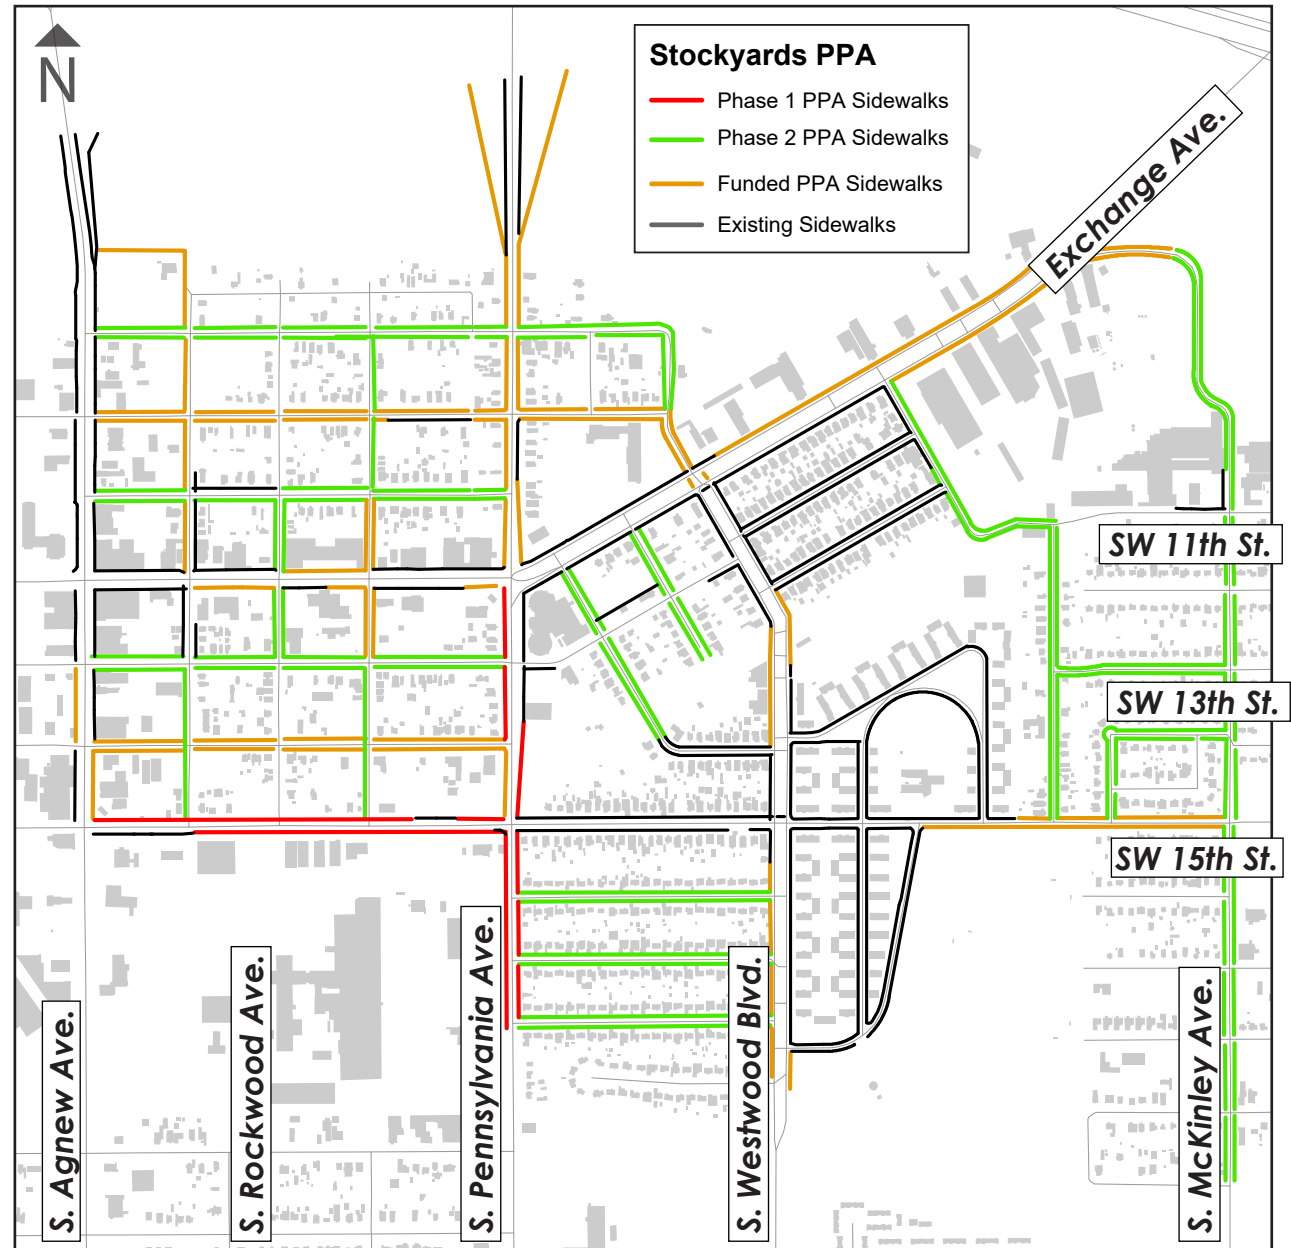 N
Stockyards PPA
Phase 1 PPA Sidewalks
Phase 2 PPA Sidewalks
Funded PPA Sidewalks
Existing Sidewalks
Exchange Ave.
SW 11th St.
SW 13th St.
SW 15th St.
S. Agnew Ave.
S. Rockwood Ave.
S. Pennsylvania Ave.
S. Westwood Blvd.
S. McKinley Ave.